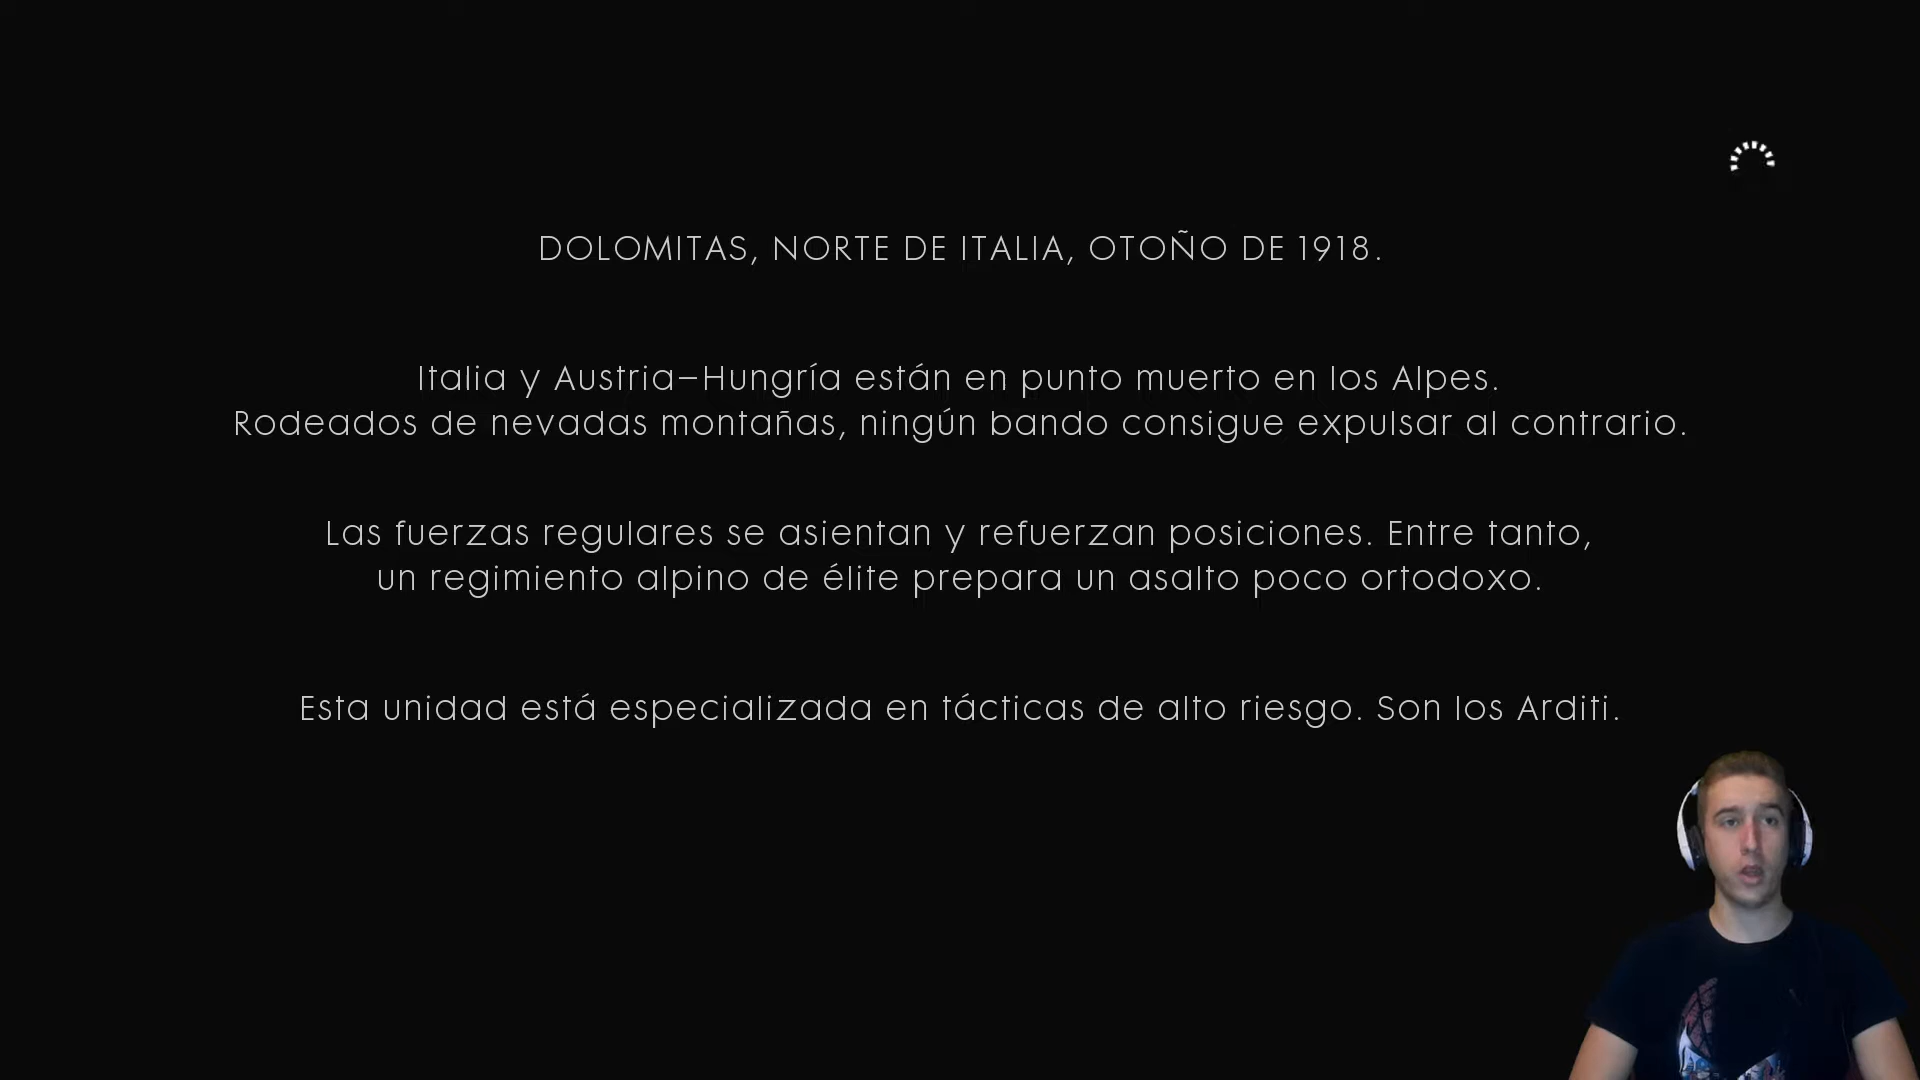 DOLOMITAS, NORTE DE ITALIA, OTOÑO DE 1918.
Italia y Austria–Hungría están en punto muerto en los Alpes.
Rodeados de nevadas montañas, ningún bando consigue expulsar al contrario.
Las fuerzas regulares se asientan y refuerzan posiciones. Entre tanto,
un regimiento alpino de élite prepara un asalto poco ortodoxo.
Esta unidad está especializada en tácticas de alto riesgo. Son los Arditi.